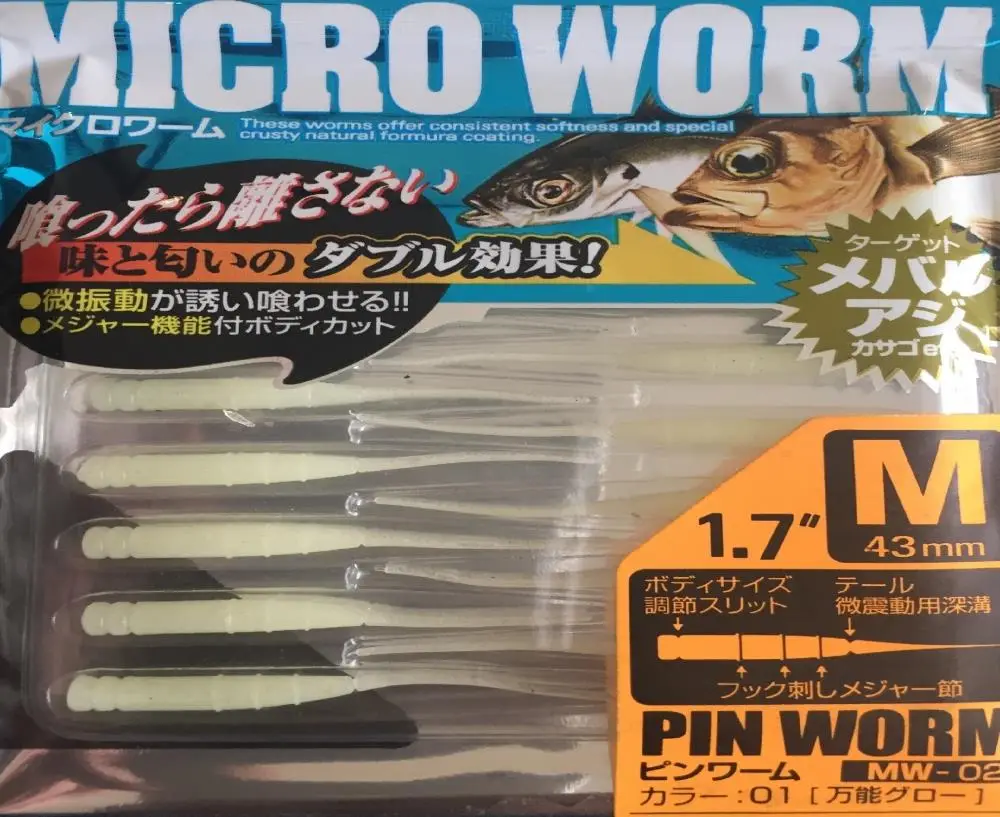 MICRO WORM
マイクロワーム
These worms offer consistent softness and special
crusty natural formura coating.
喰ったら離さない
味と匂いのダブル効果!
●微振動が誘い喰わせる!!
●メジャー機能付ボディカット
ターゲット
メバル
アジ
カサゴ
M
1.7″
43mm
ボディサイズ
調節スリット
テール
微震動用深溝
フック刺しメジャー節
PIN WORM
ピンワーム
MW-02
カラー:01 [万能グロー]